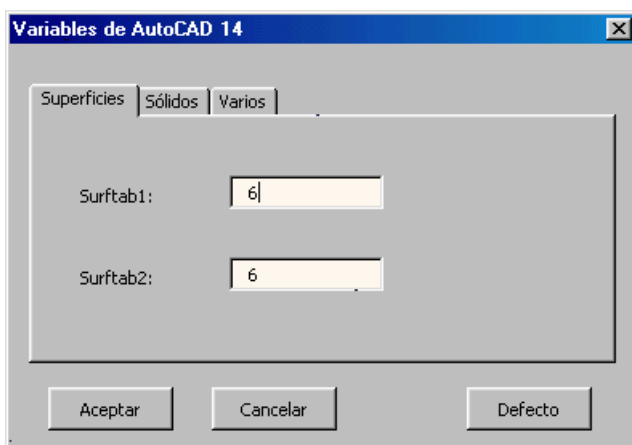 Variables de AutoCAD 14
Superficies Sólidos Varios
Surftab1: 6
Surftab2: 6
Aceptar Cancelar Defecto